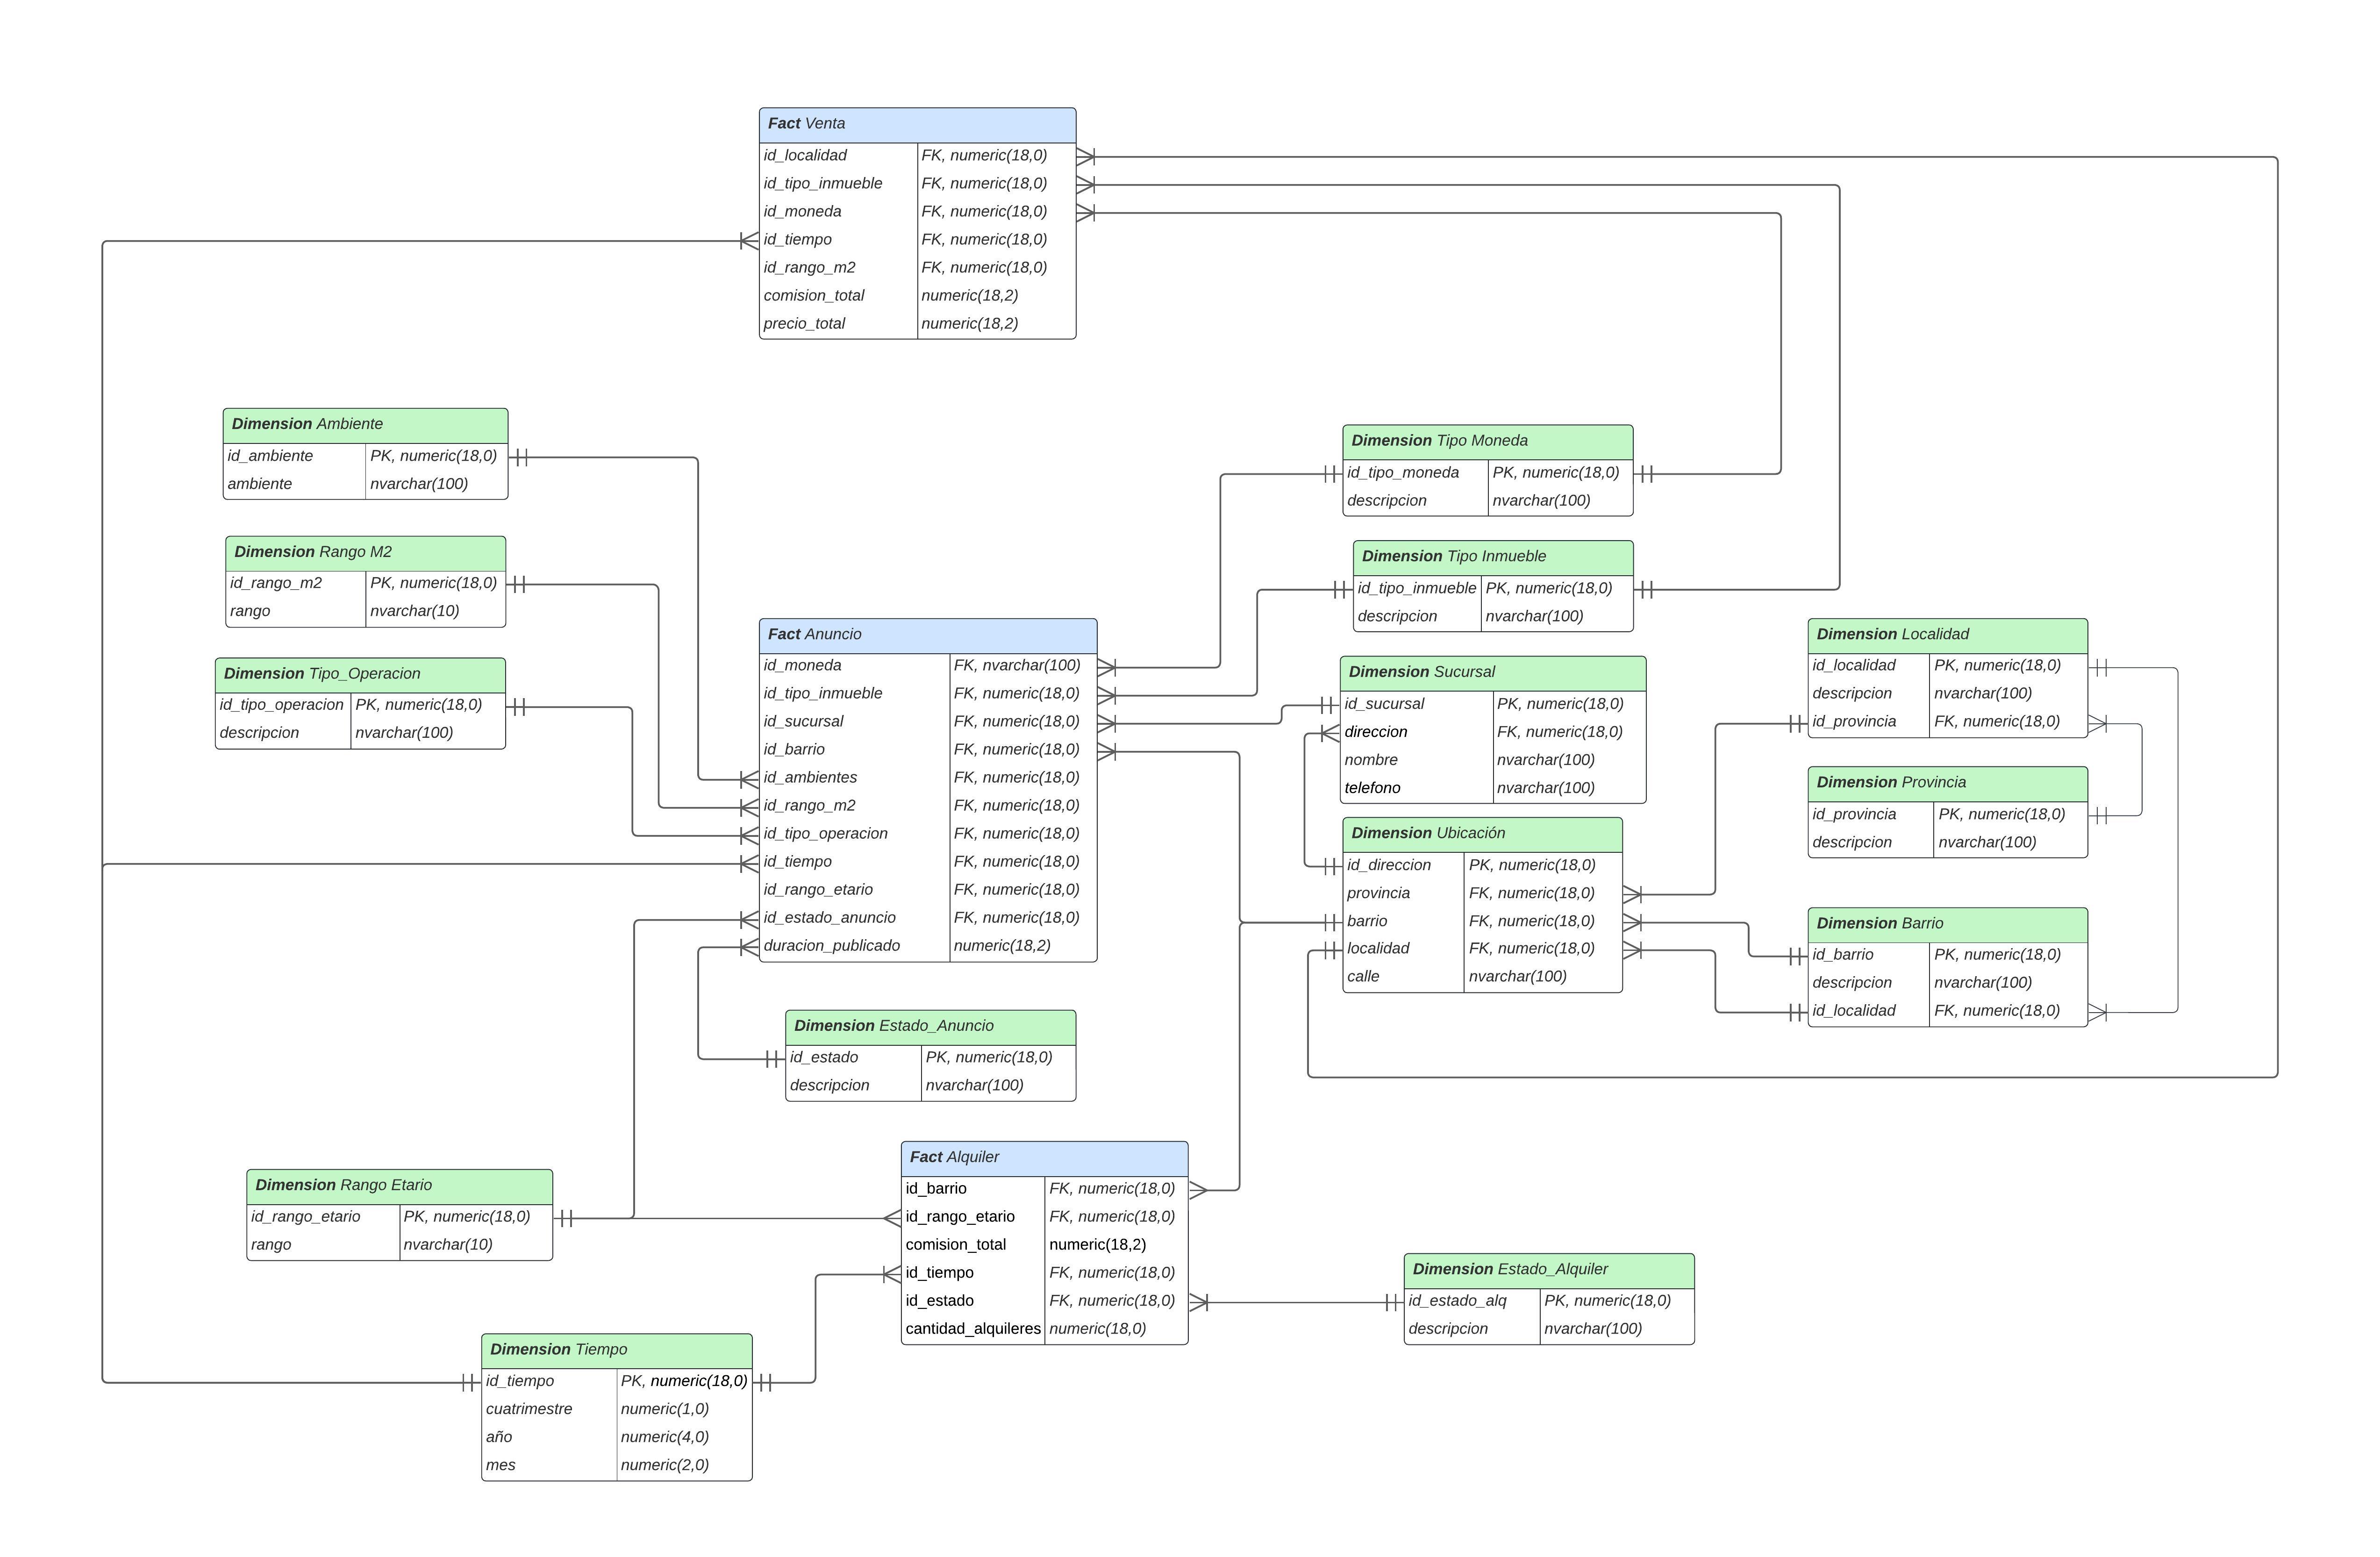 Fact Venta
id_localidad FK, numeric(18,0)
id_tipo_inmueble FK, numeric(18,0)
id_moneda FK, numeric(18,0)
id_tiempo FK, numeric(18,0)
id_rango_m2 FK, numeric(18,0)
comision_total numeric(18,2)
precio_total numeric(18,2)
Dimension Ambiente
id_ambiente PK, numeric(18,0)
ambiente nvarchar(100)
Dimension Tipo Moneda
id_tipo_moneda PK, numeric(18,0)
descripcion nvarchar(100)
Dimension Rango M2
id_rango_m2 PK, numeric(18,0)
rango nvarchar(10)
Dimension Tipo Inmueble
id_tipo_inmueble PK, numeric(18,0)
descripcion nvarchar(100)
Dimension Tipo_Operacion
id_tipo_operacion PK, numeric(18,0)
descripcion nvarchar(100)
Fact Anuncio
id_moneda FK, nvarchar(100)
id_tipo_inmueble FK, numeric(18,0)
id_sucursal FK, numeric(18,0)
id_barrio FK, numeric(18,0)
id_ambientes FK, numeric(18,0)
id_rango_m2 FK, numeric(18,0)
id_tipo_operacion FK, numeric(18,0)
id_tiempo FK, numeric(18,0)
id_rango_etario FK, numeric(18,0)
id_estado_anuncio FK, numeric(18,0)
duracion_publicado numeric(18,2)
Dimension Sucursal
id_sucursal PK, numeric(18,0)
direccion FK, numeric(18,0)
nombre nvarchar(100)
telefono nvarchar(100)
Dimension Localidad
id_localidad PK, numeric(18,0)
descripcion nvarchar(100)
id_provincia FK, numeric(18,0)
Dimension Provincia
id_provincia PK, numeric(18,0)
descripcion nvarchar(100)
Dimension Ubicación
id_direccion PK, numeric(18,0)
provincia FK, numeric(18,0)
barrio FK, numeric(18,0)
localidad FK, numeric(18,0)
calle nvarchar(100)
Dimension Barrio
id_barrio PK, numeric(18,0)
descripcion nvarchar(100)
id_localidad FK, numeric(18,0)
Dimension Estado_Anuncio
id_estado PK, numeric(18,0)
descripcion nvarchar(100)
Dimension Rango Etario
id_rango_etario PK, numeric(18,0)
rango nvarchar(10)
Fact Alquiler
id_barrio FK, numeric(18,0)
id_rango_etario FK, numeric(18,0)
comision_total numeric(18,2)
id_tiempo FK, numeric(18,0)
id_estado FK, numeric(18,0)
cantidad_alquileres numeric(18,0)
Dimension Estado_Alquiler
id_estado_alq PK, numeric(18,0)
descripcion nvarchar(100)
Dimension Tiempo
id_tiempo PK, numeric(18,0)
cuatrimestre numeric(1,0)
año numeric(4,0)
mes numeric(2,0)